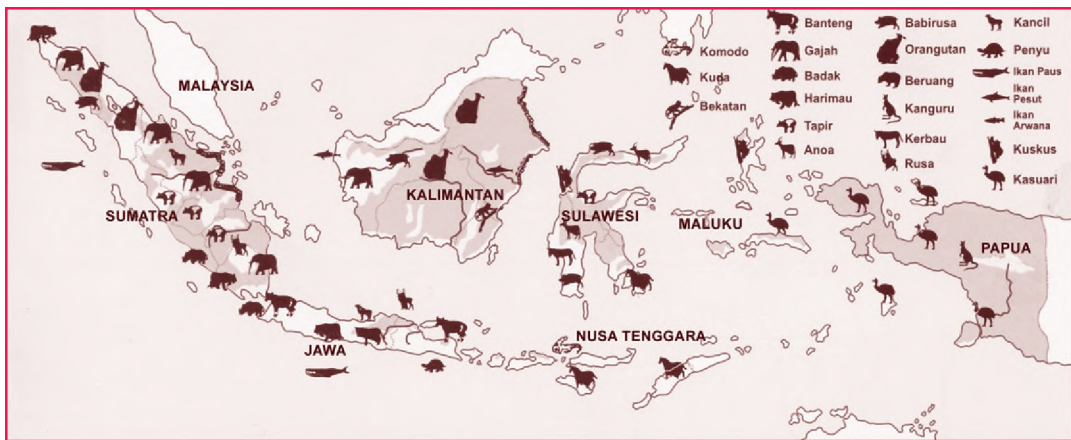 Banteng
Gajah
Badak
Harimau
Tapir
Anoa
Babirusa
Orangutan
Beruang
Kanguru
Kerbau
Rusa
Kancil
Penyu
Ikan Paus
Ikan
Pesut
Ikan
Arwana
Kuskus
Kasuari
Komodo
Kuda
Bekatan
MALAYSIA
SUMATRA
KALIMANTAN
SULAWESI
MALUKU
PAPUA
JAWA
NUSA TENGGARA